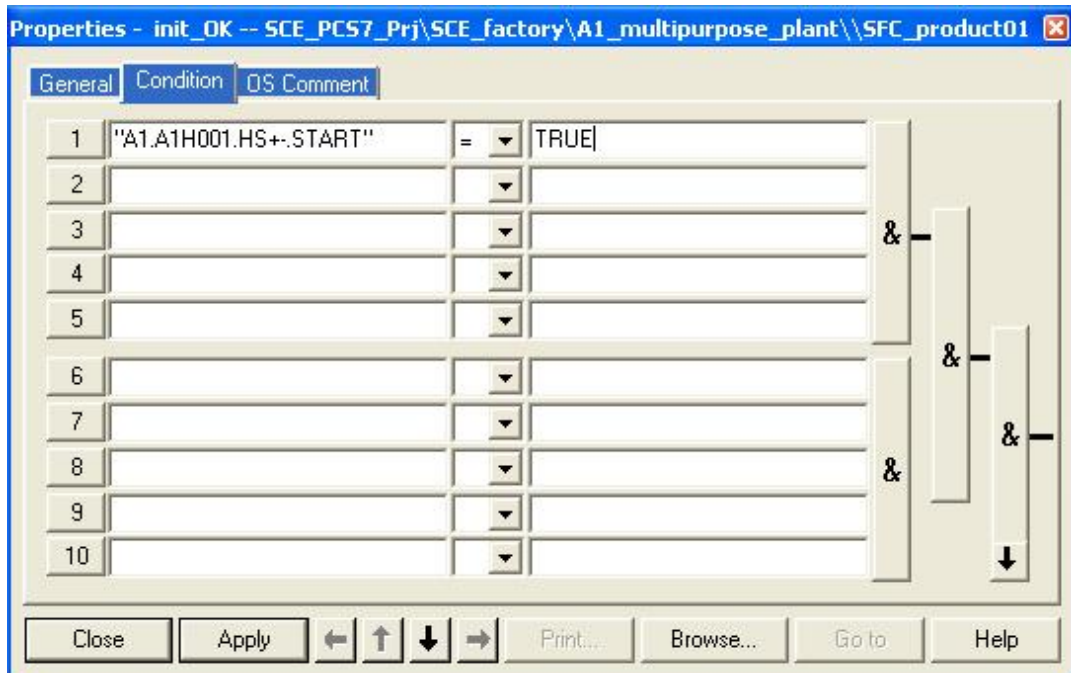 Properties - init_OK -- SCE_PCS7_Prj\SCE_factory\A1_multipurpose_plant\\SFC_product01
General Condition OS Comment
1 "A1.A1H001.HS+-.START" = TRUE
2
3 &
4
5
6 &
7 &
8 &
9
10
Close Apply Print... Browse... Go to Help